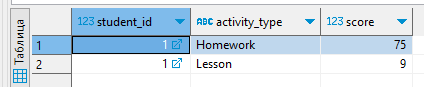 Таблица
123 student_id ABC activity_type 123 score
1 1 Homework 75
2 1 Lesson 9